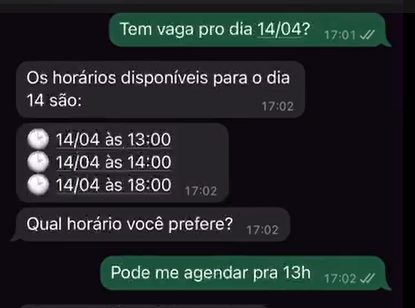 Tem vaga pro dia 14/04? 17:01
Os horários disponíveis para o dia
14 são: 17:02
14/04 às 13:00
14/04 às 14:00
14/04 às 18:00 17:02
Qual horário você prefere? 17:02
Pode me agendar pra 13h 17:02